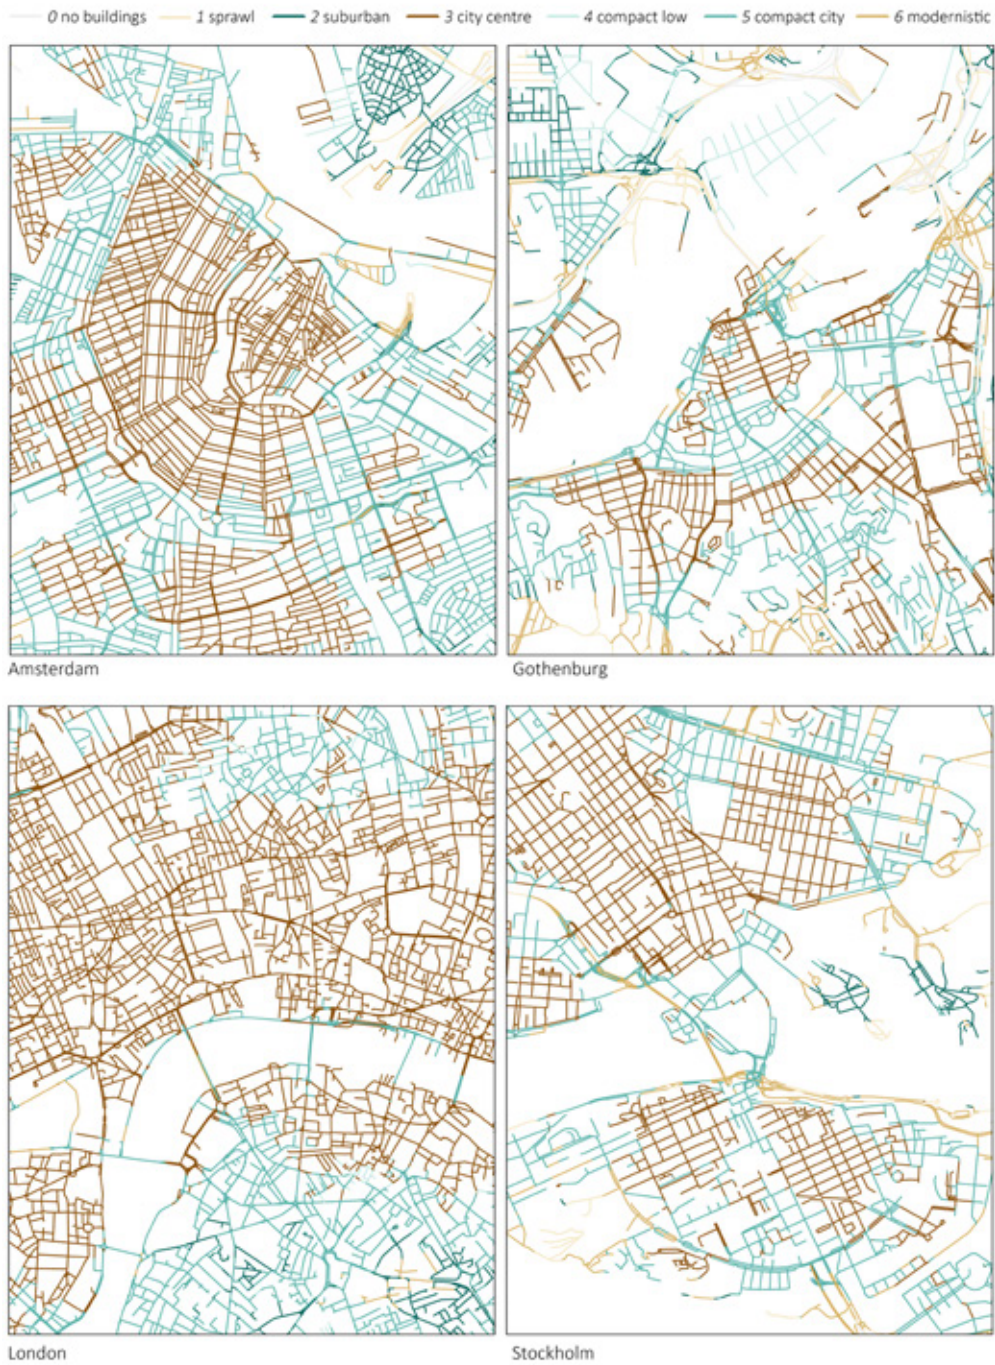 0 no buildings 1 sprawl 2 suburban 3 city centre 4 compact low 5 compact city 6 modernistic
Amsterdam
Gothenburg
London
Stockholm